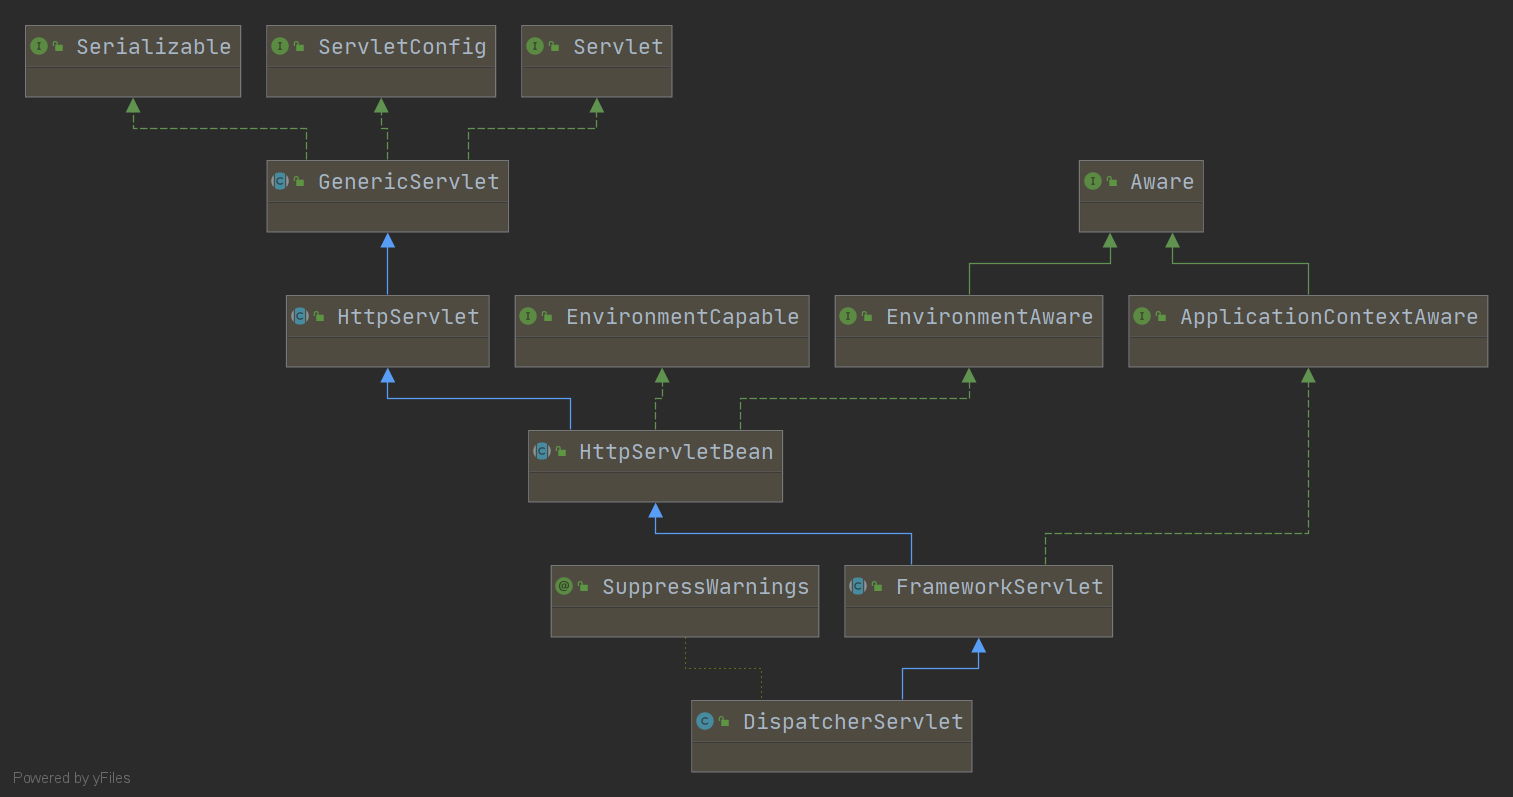 Serializable
ServletConfig
Servlet
GenericServlet
Aware
HttpServlet
EnvironmentCapable
EnvironmentAware
ApplicationContextAware
HttpServletBean
SuppressWarnings
FrameworkServlet
DispatcherServlet
Powered by yFiles